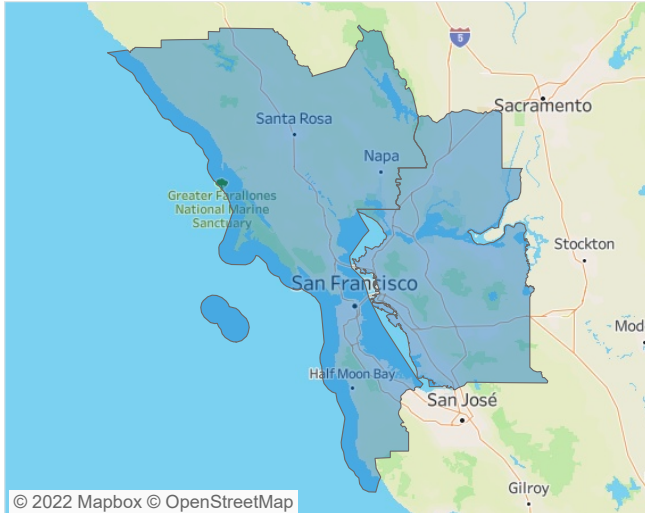 5
Sacramento
Santa Rosa
Napa
Greater Farallones
National Marine
Sanctuary
Stockton
San Francisco
Mod
Half Moon Bay
San José
Gilroy
© 2022 Mapbox © OpenStreetMap